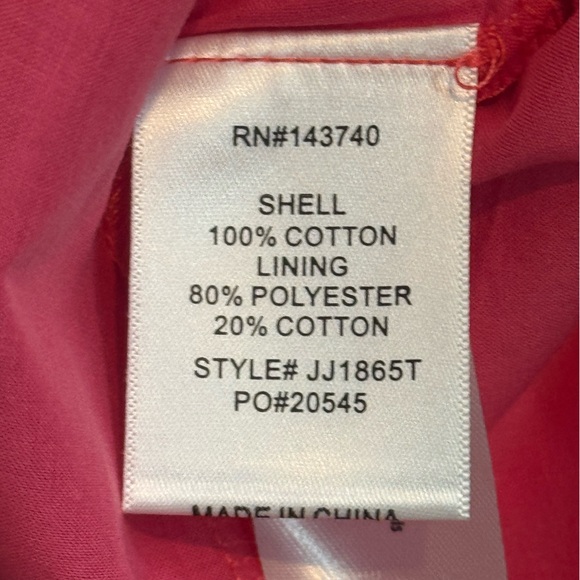 RN#143740
SHELL
100% COTTON
LINING
80% POLYESTER
20% COTTON
STYLE# JJ1865T
PO#20545
MADE IN CHINA